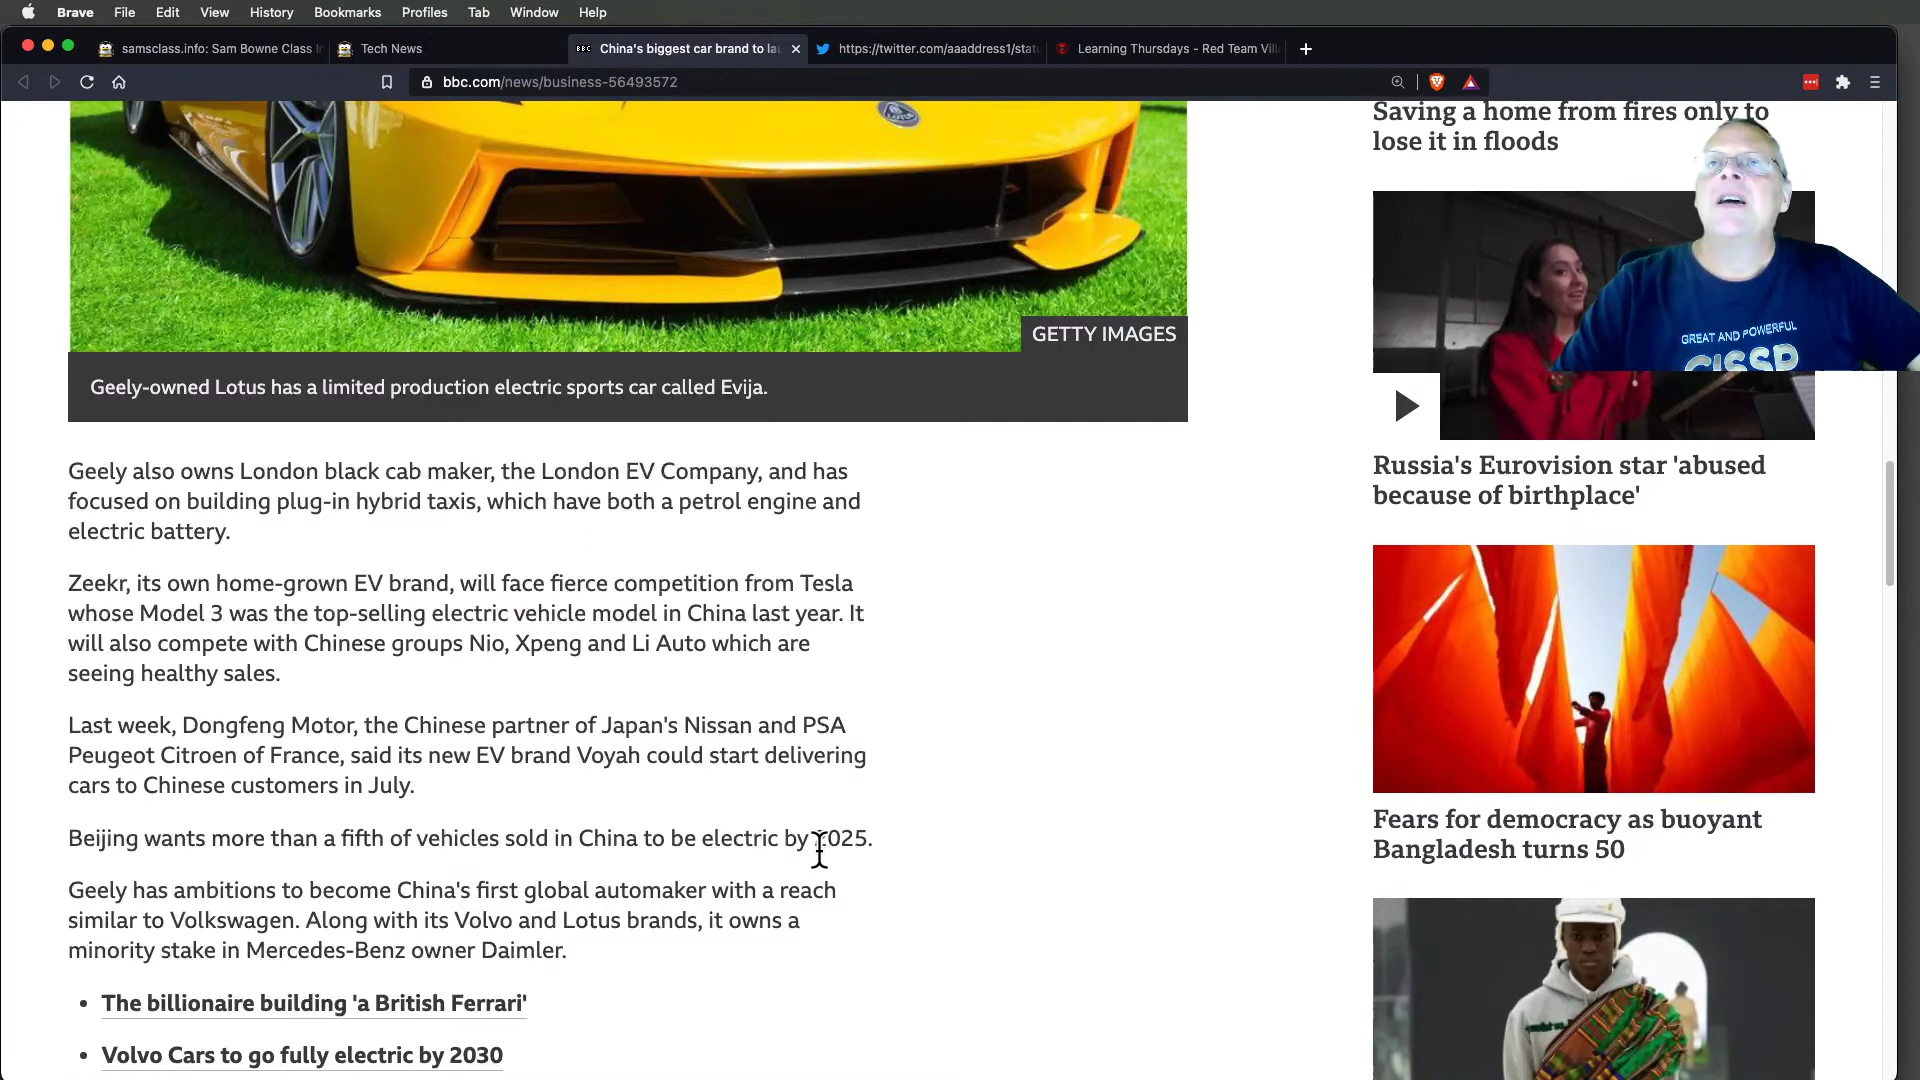 Brave File Edit View History Bookmarks Profiles Tab Window Help
samsclass.info: Sam Bowne Class
Tech News
BBC China's biggest car brand to la
https://twitter.com/aaaddress1/stat
Learning Thursdays - Red Team Vill
bbc.com/news/business-56493572
LOTUS
GETTY IMAGES
Geely-owned Lotus has a limited production electric sports car called Evija.
Geely also owns London black cab maker, the London EV Company, and has
focused on building plug-in hybrid taxis, which have both a petrol engine and
electric battery.
Zeekr, its own home-grown EV brand, will face fierce competition from Tesla
whose Model 3 was the top-selling electric vehicle model in China last year. It
will also compete with Chinese groups Nio, Xpeng and Li Auto which are
seeing healthy sales.
Last week, Dongfeng Motor, the Chinese partner of Japan's Nissan and PSA
Peugeot Citroen of France, said its new EV brand Voyah could start delivering
cars to Chinese customers in July.
Beijing wants more than a fifth of vehicles sold in China to be electric by 2025.
Geely has ambitions to become China's first global automaker with a reach
similar to Volkswagen. Along with its Volvo and Lotus brands, it owns a
minority stake in Mercedes-Benz owner Daimler.
• The billionaire building 'a British Ferrari'
• Volvo Cars to go fully electric by 2030
Saving a home from fires only to
lose it in floods
GREAT AND POWERFUL
CISSP
Russia's Eurovision star 'abused
because of birthplace'
Fears for democracy as buoyant
Bangladesh turns 50